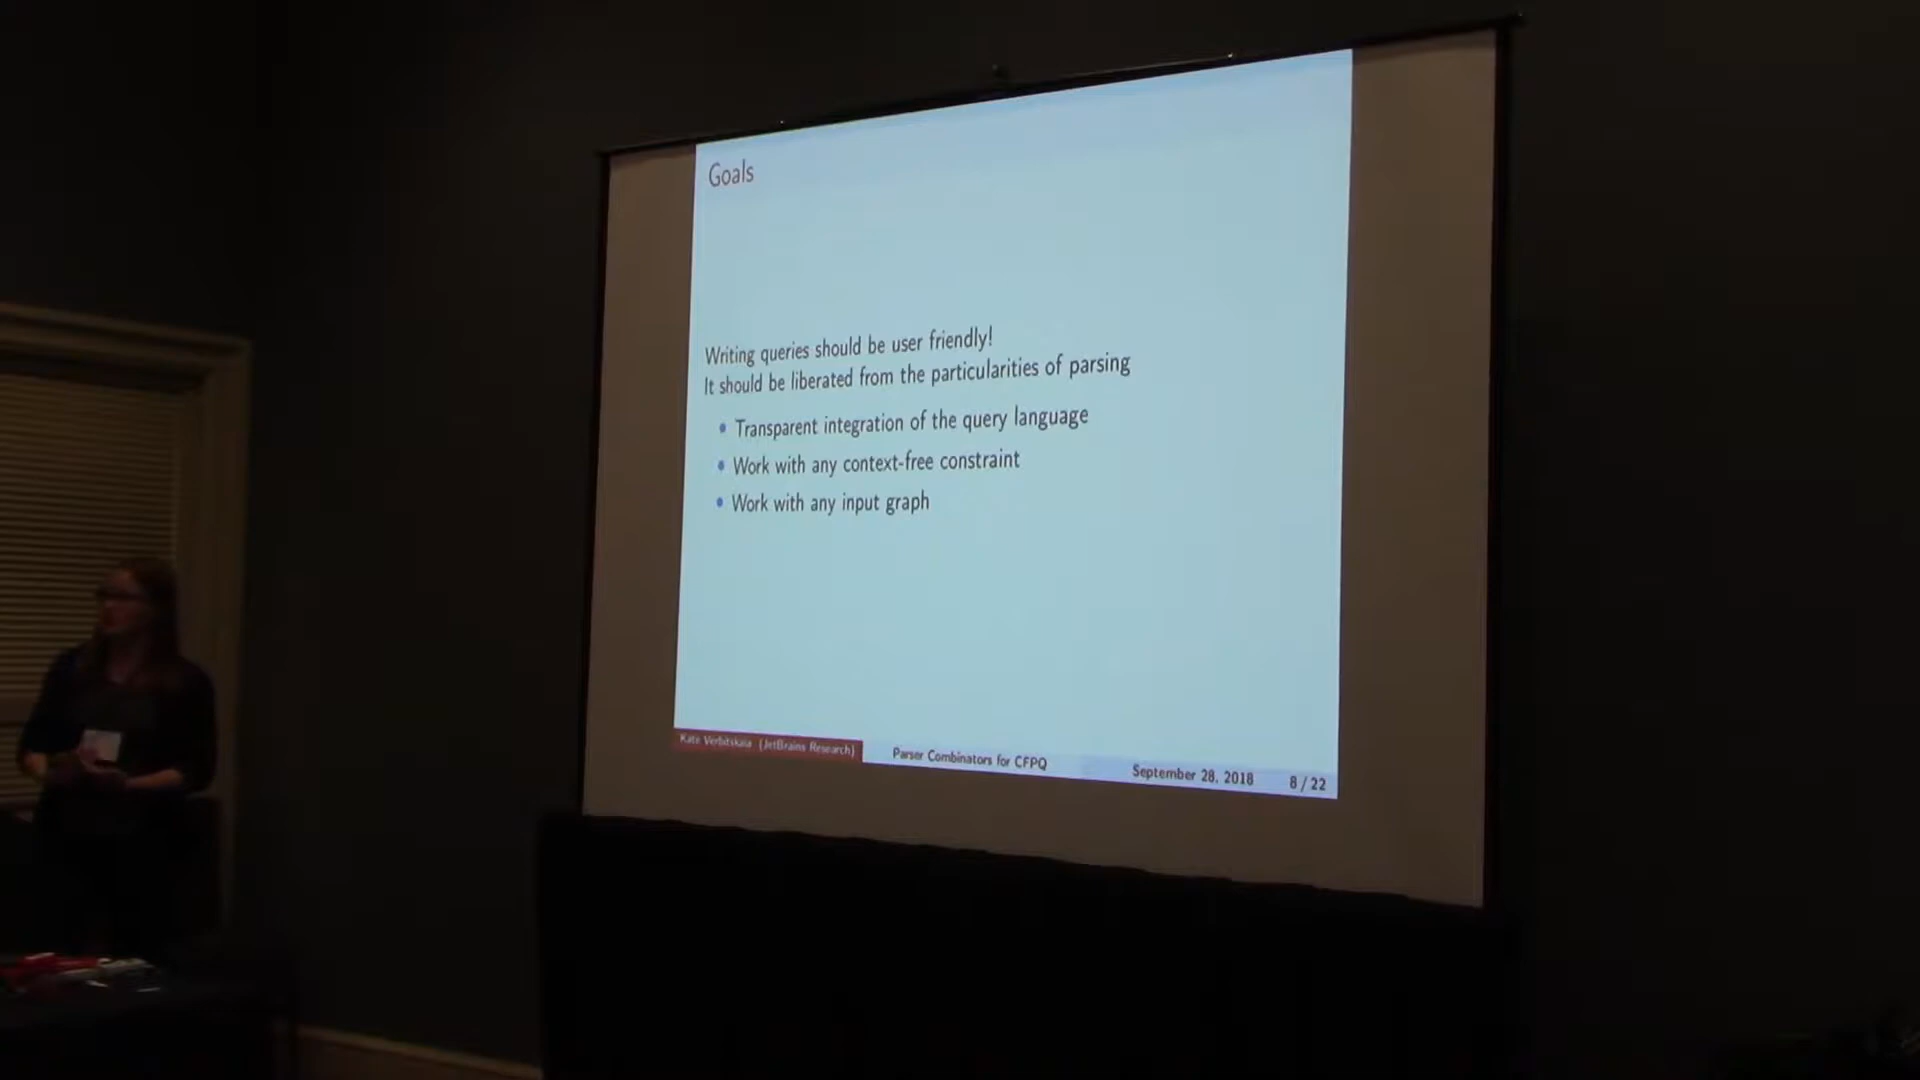 Goals
Writing queries should be user friendly!
It should be liberated from the particularities of parsing
• Transparent integration of the query language
• Work with any context-free constraint
• Work with any input graph
Kate Verbitskaia (JetBrains Research)
Parser Combinators for CFPQ
September 28, 2018
8 / 22